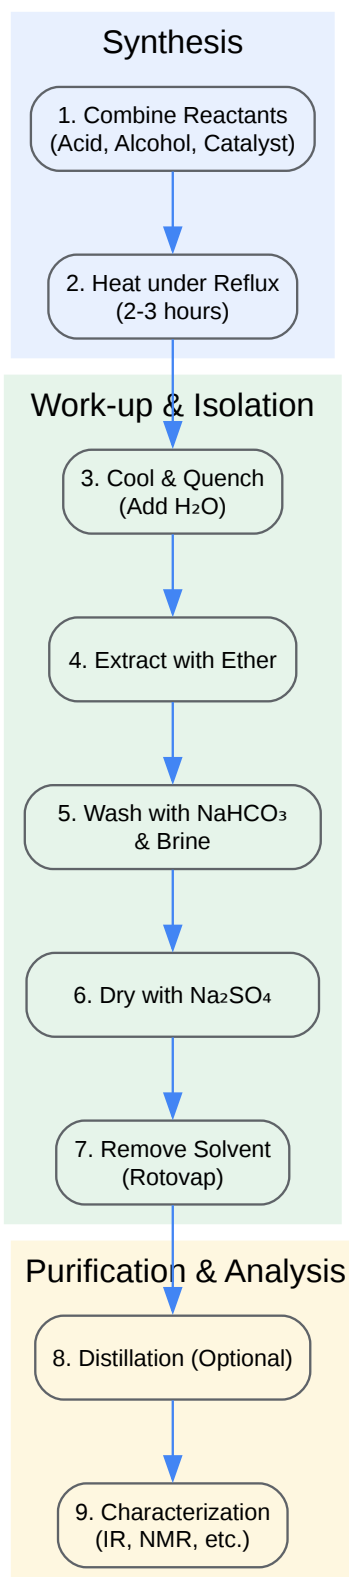 Synthesis
1. Combine Reactants
(Acid, Alcohol, Catalyst)
2. Heat under Reflux
(2-3 hours)
Work-up & Isolation
3. Cool & Quench
(Add H₂O)
4. Extract with Ether
5. Wash with NaHCO₃
& Brine
6. Dry with Na₂SO₄
7. Remove Solvent
(Rotovap)
Purification & Analysis
8. Distillation (Optional)
9. Characterization
(IR, NMR, etc.)